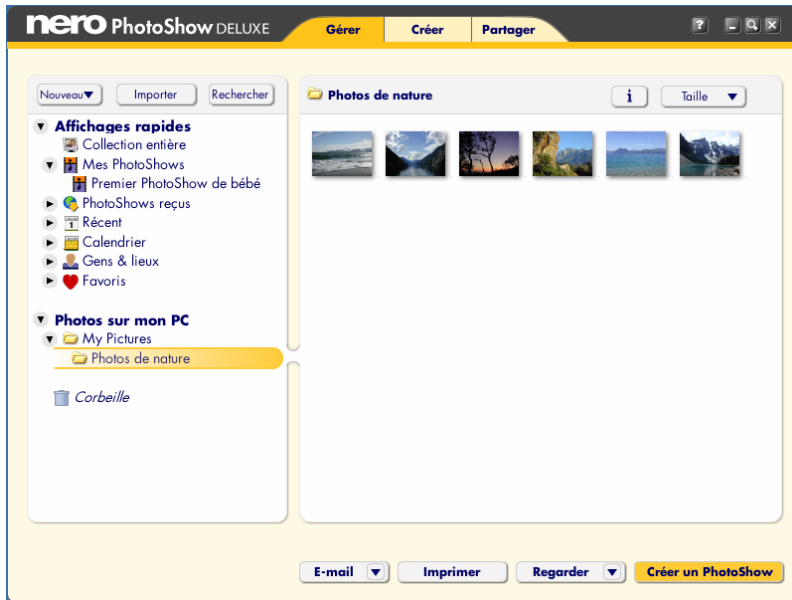 nero PhotoShow DELUXE
Gérer
Créer
Partager
?
Nouveau
Importer
Rechercher
Affichages rapides
Collection entière
Mes PhotoShows
Premier PhotoShow de bébé
PhotoShows reçus
1 Récent
Calendrier
Gens & lieux
Favoris
Photos sur mon PC
My Pictures
Photos de nature
Corbeille
Photos de nature
i
Taille
E-mail
Imprimer
Regarder
Créer un PhotoShow